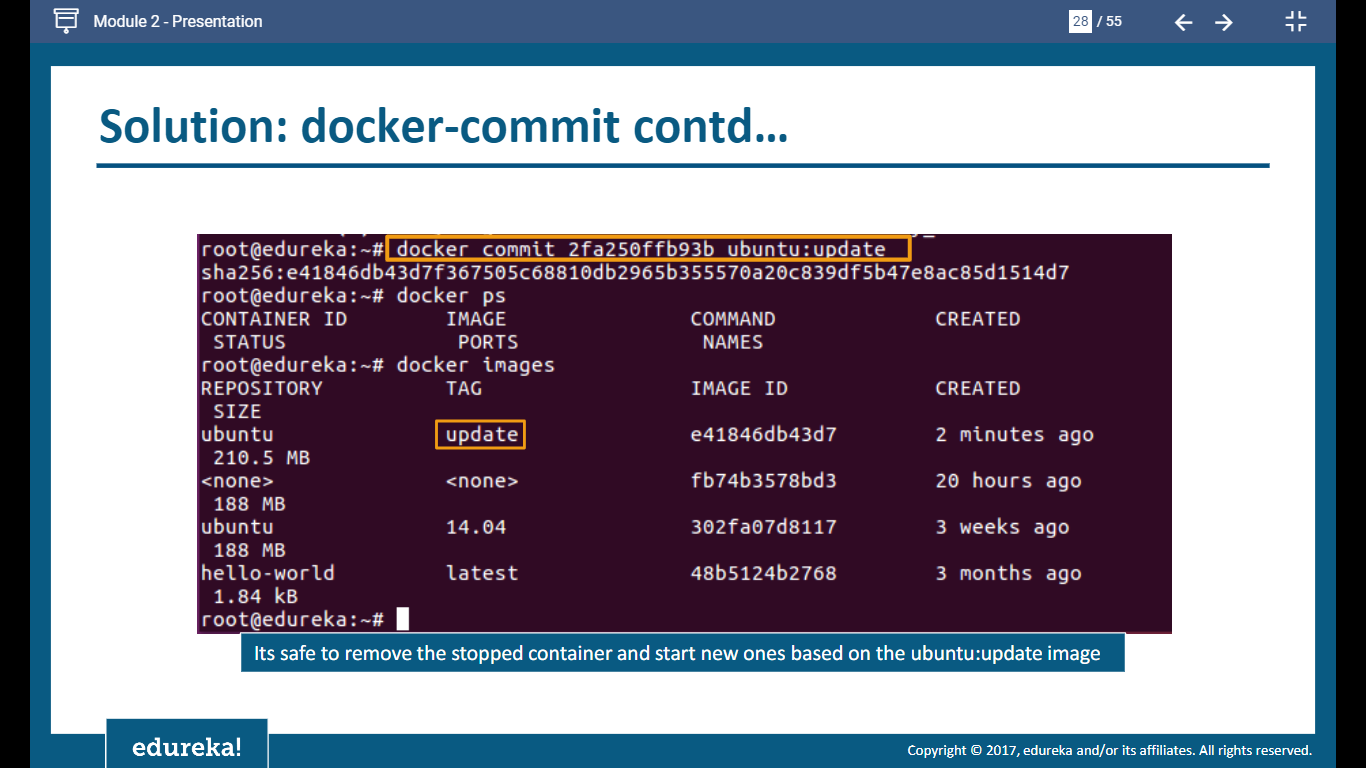 Module 2 - Presentation
28 / 55
Solution: docker-commit contd...
root@edureka:~# docker commit 2fa250ffb93b ubuntu:update
sha256:e41846db43d7f367505c68810db2965b355570a20c839df5b47e8ac85d1514d7
root@edureka:~# docker ps
CONTAINER ID IMAGE COMMAND CREATED
STATUS PORTS NAMES
root@edureka:~# docker images
REPOSITORY TAG IMAGE ID CREATED
SIZE
ubuntu update e41846db43d7 2 minutes ago
210.5 MB
<none> <none> fb74b3578bd3 20 hours ago
188 MB
ubuntu 14.04 302fa07d8117 3 weeks ago
188 MB
hello-world latest 48b5124b2768 3 months ago
1.84 kB
root@edureka:~#
Its safe to remove the stopped container and start new ones based on the ubuntu:update image
edureka!
Copyright © 2017, edureka and/or its affiliates. All rights reserved.